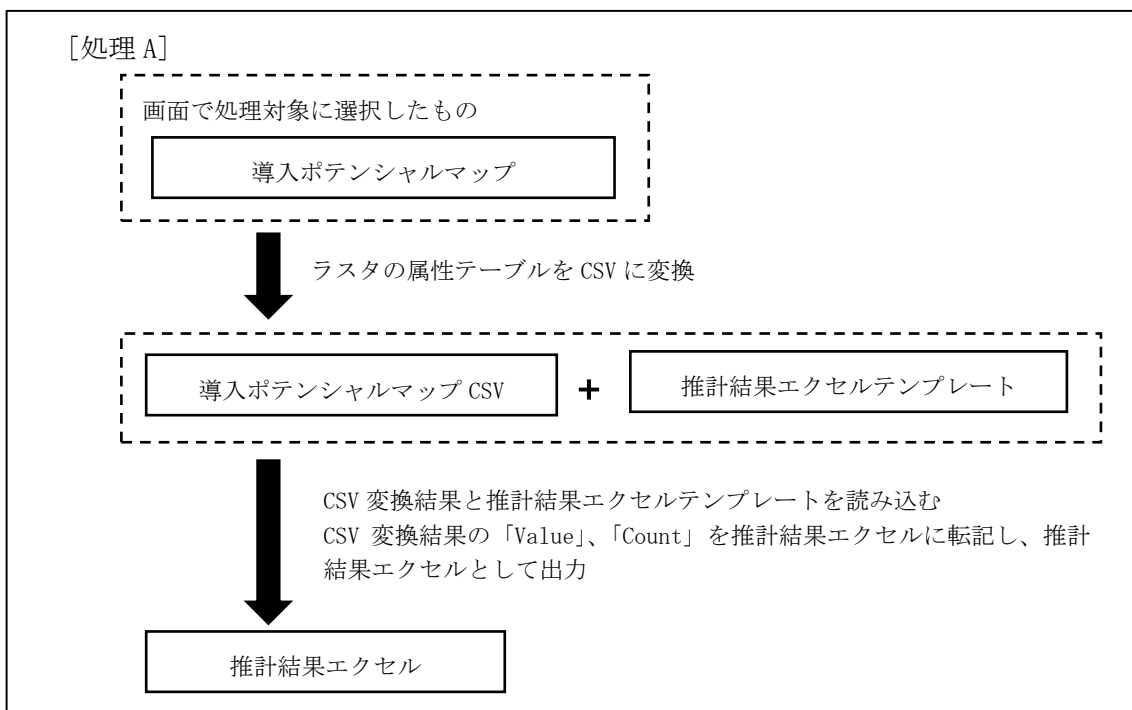 [処理 A]
画面で処理対象に選択したもの
導入ポテンシャルマップ
ラスタの属性テーブルを CSV に変換
導入ポテンシャルマップ CSV
+
推計結果エクセルテンプレート
CSV 変換結果と推計結果エクセルテンプレートを読み込む
CSV 変換結果の「Value」、「Count」を推計結果エクセルに転記し、推計
結果エクセルとして出力
推計結果エクセル